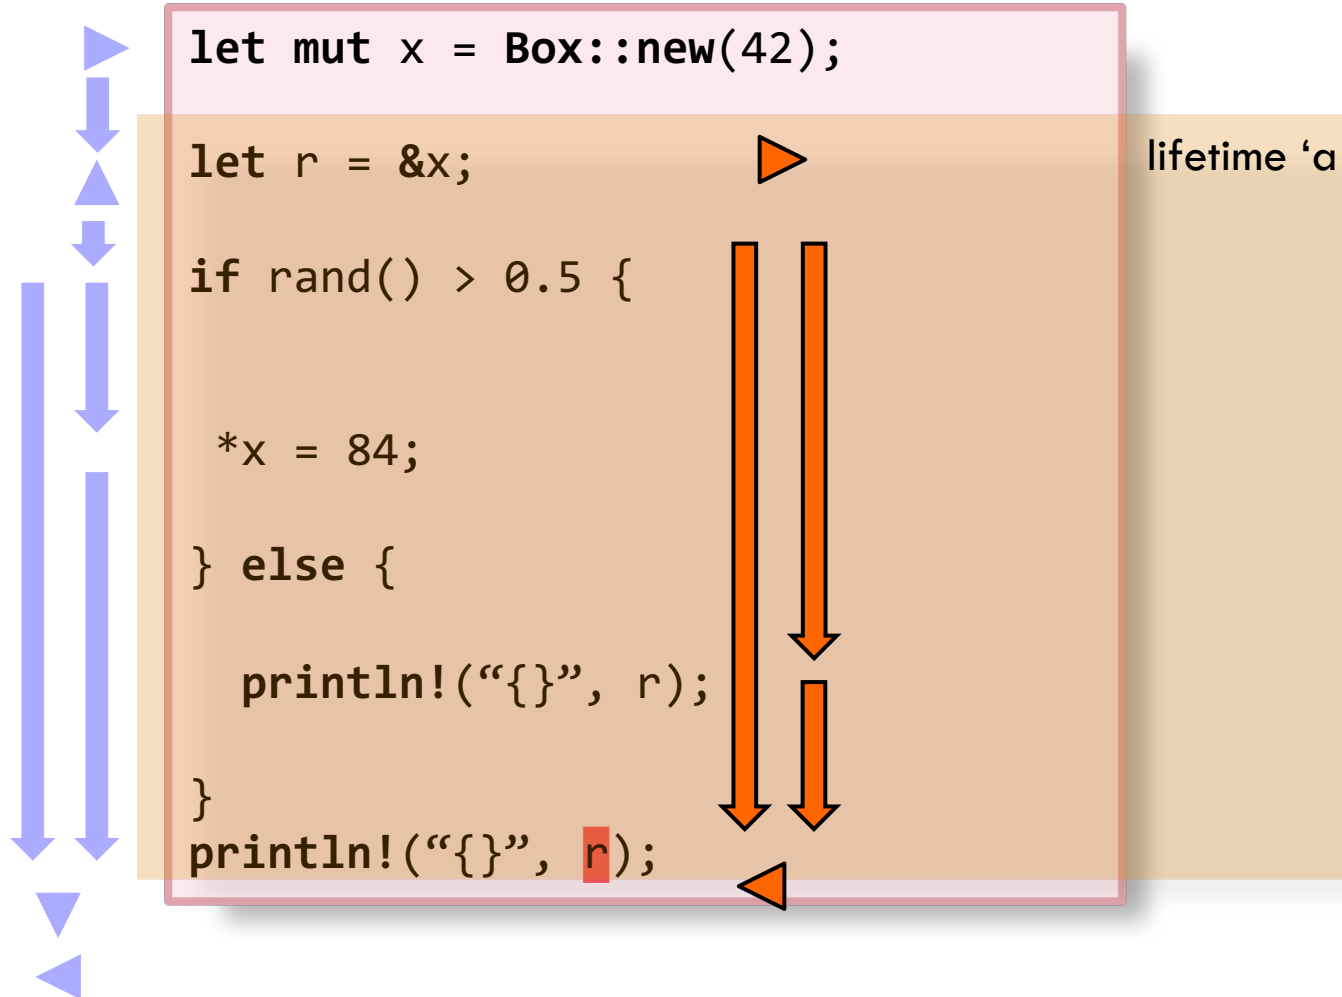 let mut x = Box::new(42);
let r = &x;
lifetime ‘a
if rand() > 0.5 {
*x = 84;
} else {
println!(“{}”, r);
}
println!(“{}”, r);